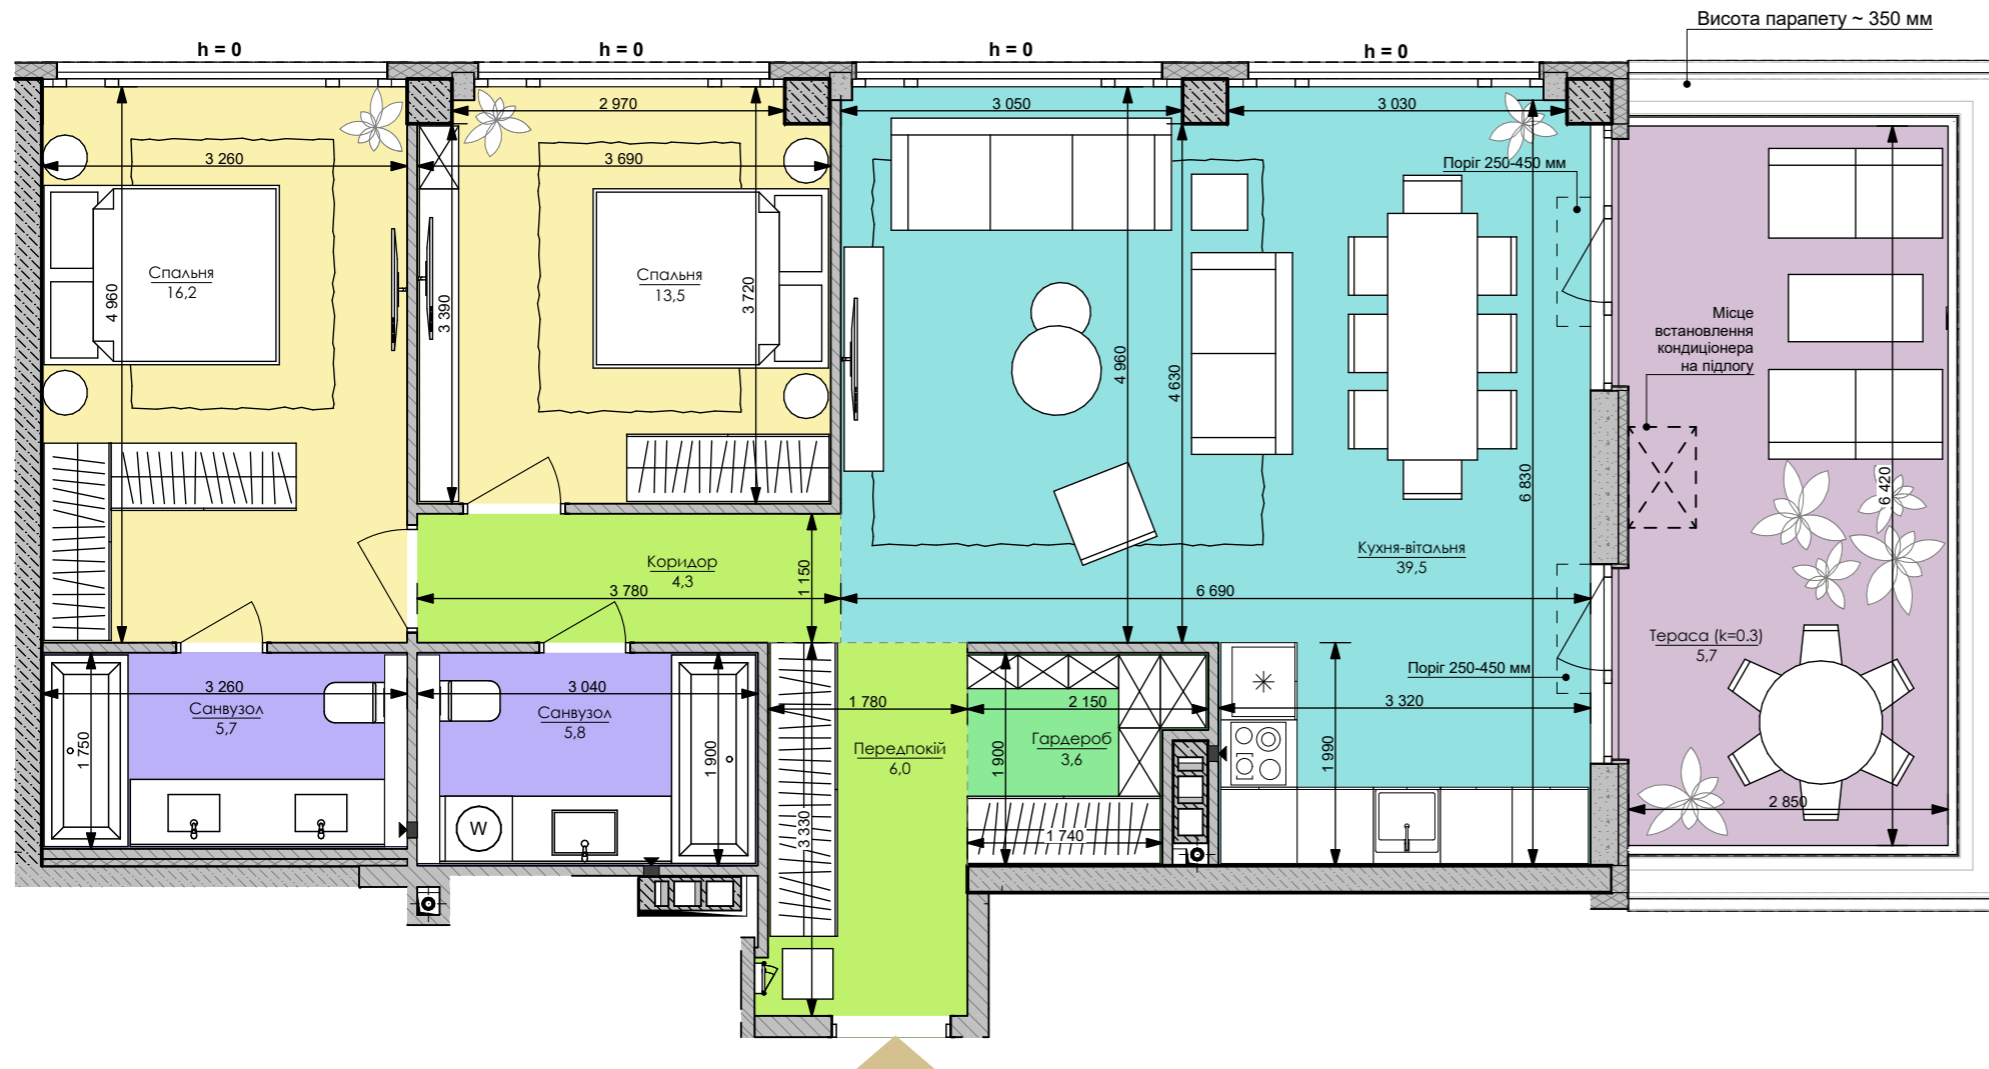 Висота парапету ~ 350 мм
h = 0
h = 0
h = 0
h = 0
2 970
3 050
3 030
3 260
3 690
Поріг 250-450 мм
Спальня
16,2
4 960
Спальня
13,5
3 390
3 720
4 960
4 630
Місце
встановлення
кондиціонера
на підлогу
6 830
6 420
Коридор
4,3
3 780
1 150
Кухня-вітальня
39,5
6 690
Тераса (k=0.3)
5,7
Поріг 250-450 мм
3 260
Санвузол
5,7
1 750
3 040
Санвузол
5,8
1 900
1 780
Передпокій
6,0
3 330
2 150
Гардероб
3,6
1 900
1 740
3 320
1 990
2 850
W